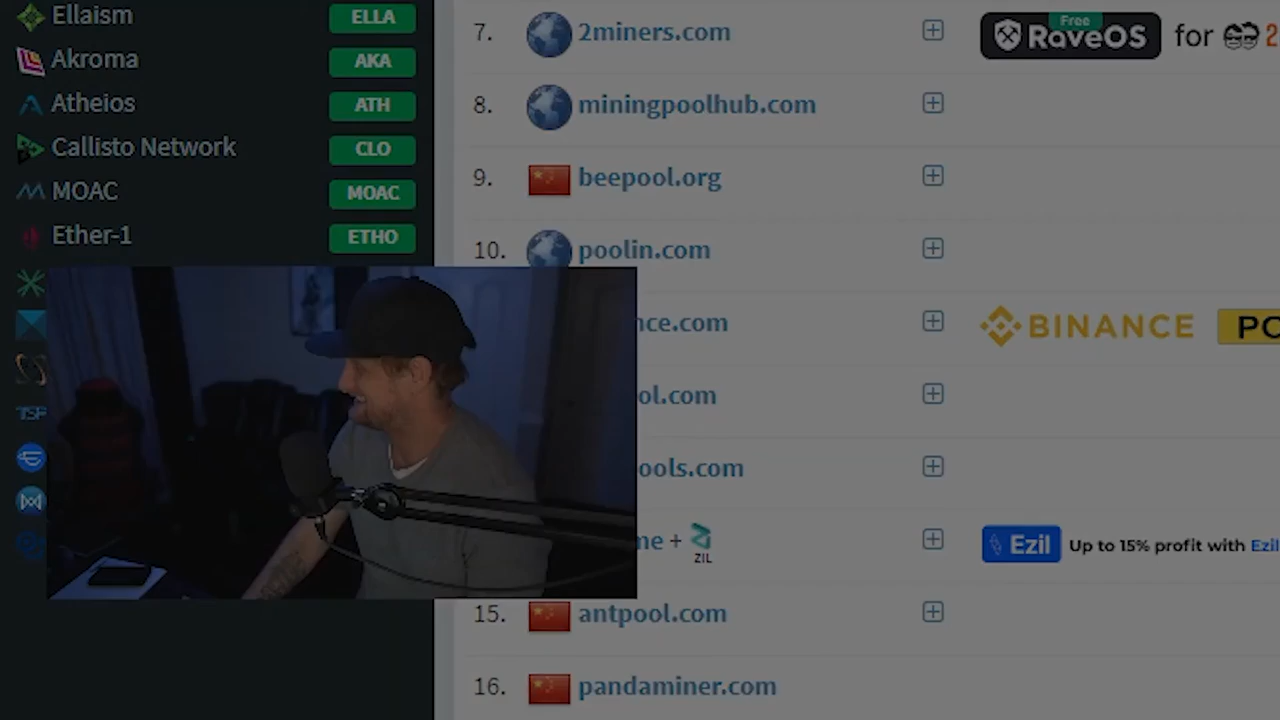 Ellaism ELLA
Akroma AKA
Atheios ATH
Callisto Network CLO
MOAC MOAC
Ether-1 ETHO
TSF
7. 2miners.com
Free
RaveOS for 2
8. miningpoolhub.com
9. beepool.org
10. poolin.com
nce.com
BINANCE PO
ol.com
ools.com
ne + ZIL
Ezil Up to 15% profit with Ezil
15. antpool.com
16. pandaminer.com